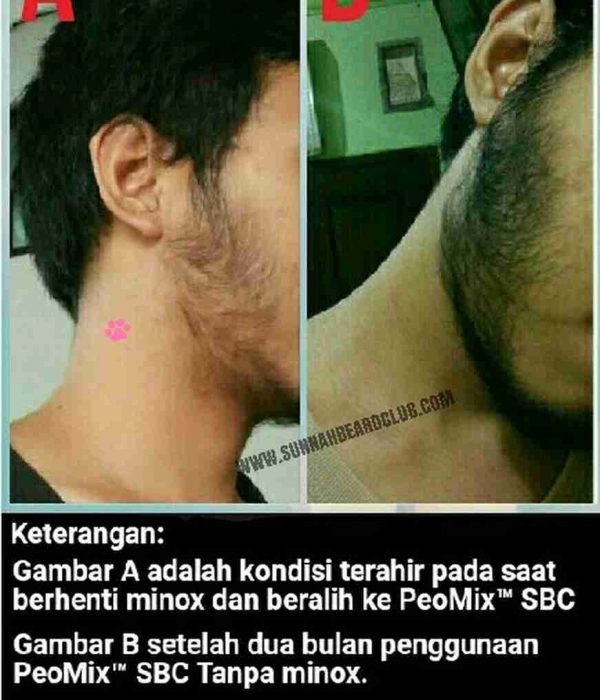 A B
WWW.SUNNAHBEARDCLUB.COM
Keterangan:
Gambar A adalah kondisi terahir pada saat
berhenti minox dan beralih ke PeoMix™ SBC
Gambar B setelah dua bulan penggunaan
PeoMix™ SBC Tanpa minox.